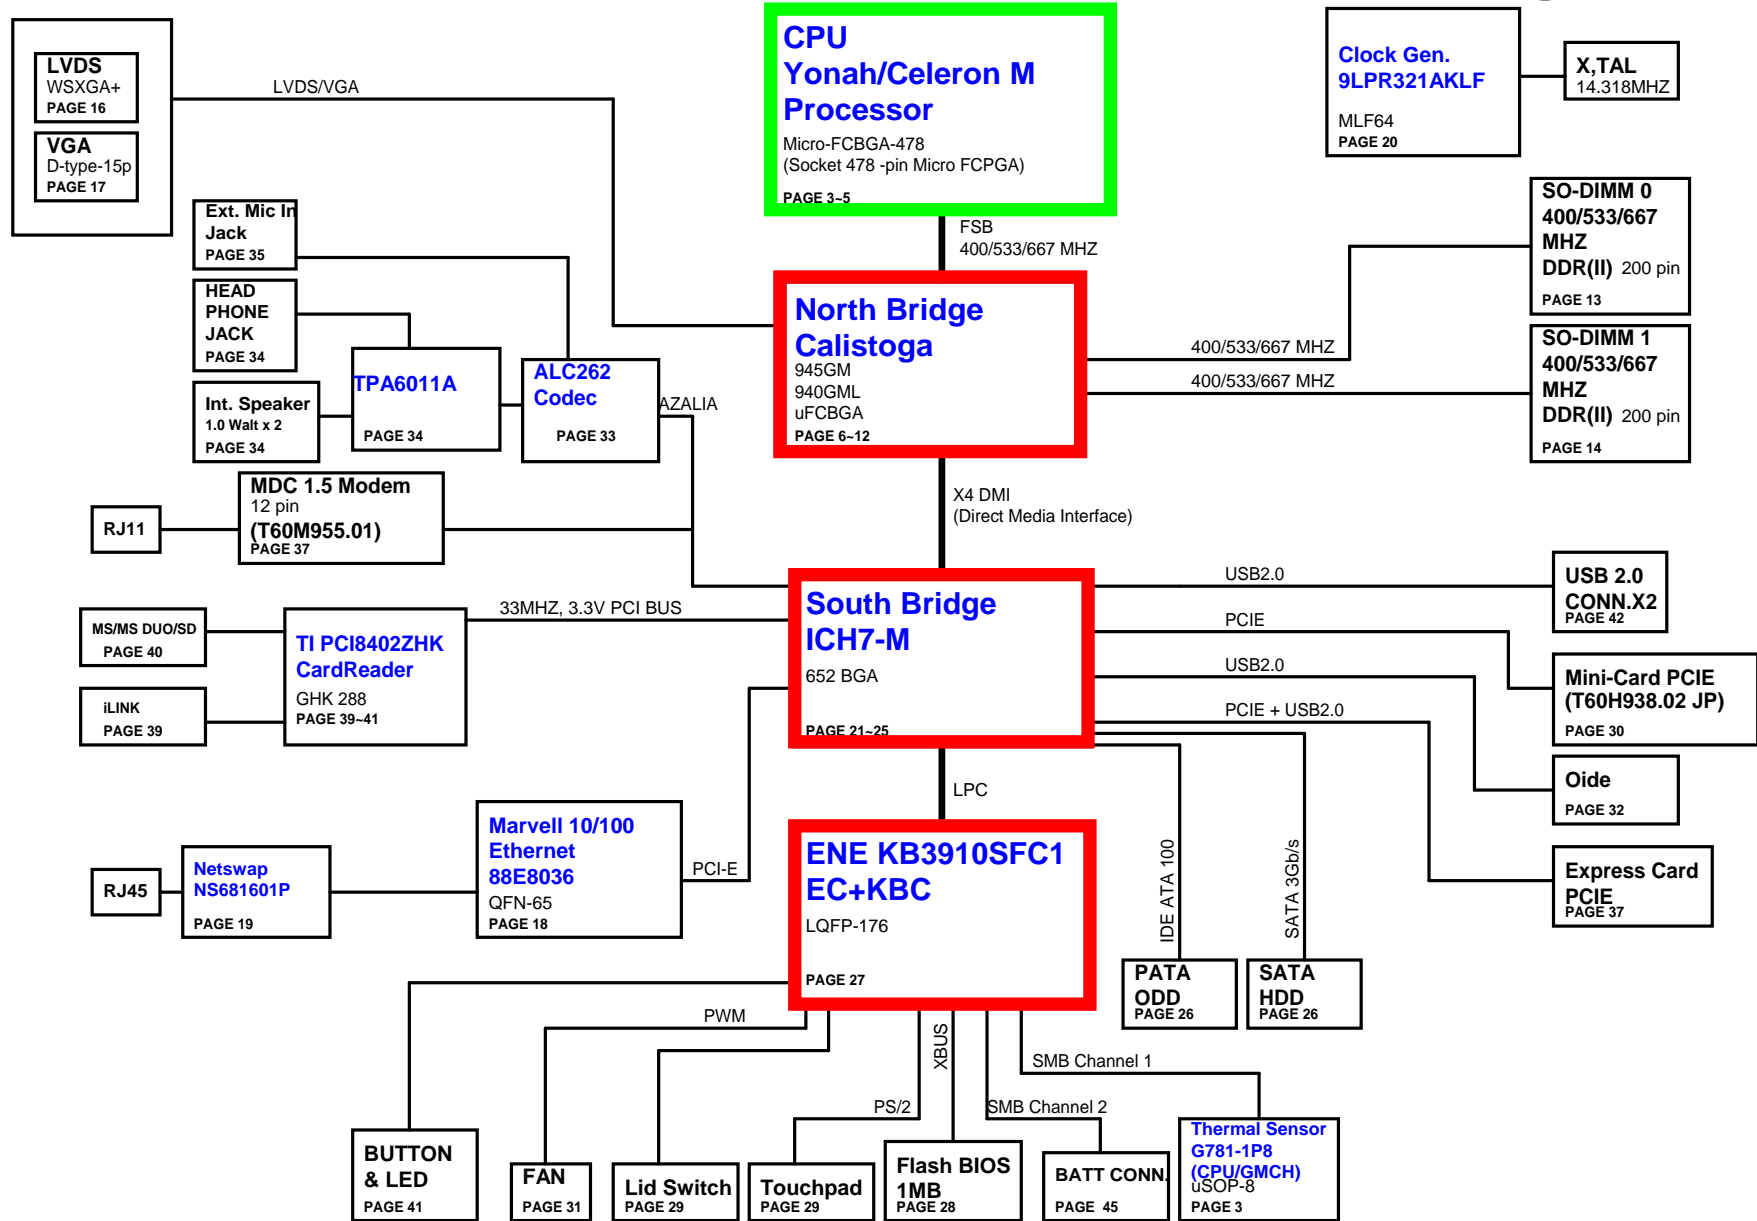 LVDS
WSXGA+
PAGE 16
VGA
D-type-15p
PAGE 17
LVDS/VGA
CPU
Yonah/Celeron M
Processor
Micro-FCBGA-478
(Socket 478 -pin Micro FCPGA)
PAGE 3~5
Clock Gen.
9LPR321AKLF
MLF64
PAGE 20
X,TAL
14.318MHZ
FSB
400/533/667 MHZ
SO-DIMM 0
400/533/667
MHZ
DDR(II) 200 pin
PAGE 13
SO-DIMM 1
400/533/667
MHZ
DDR(II) 200 pin
PAGE 14
400/533/667 MHZ
400/533/667 MHZ
North Bridge
Calistoga
945GM
940GML
uFCBGA
PAGE 6~12
Ext. Mic In
Jack
PAGE 35
HEAD
PHONE
JACK
PAGE 34
Int. Speaker
1.0 Walt x 2
PAGE 34
TPA6011A
PAGE 34
ALC262
Codec
PAGE 33
AZALIA
MDC 1.5 Modem
12 pin
(T60M955.01)
PAGE 37
RJ11
X4 DMI
(Direct Media Interface)
MS/MS DUO/SD
PAGE 40
iLINK
PAGE 39
TI PCI8402ZHK
CardReader
GHK 288
PAGE 39~41
33MHZ, 3.3V PCI BUS
South Bridge
ICH7-M
652 BGA
PAGE 21~25
USB2.0
PCIE
USB2.0
PCIE + USB2.0
USB 2.0
CONN.X2
PAGE 42
Mini-Card PCIE
(T60H938.02 JP)
PAGE 30
Oide
PAGE 32
Express Card
PCIE
PAGE 37
LPC
RJ45
Netswap
NS681601P
PAGE 19
Marvell 10/100
Ethernet
88E8036
QFN-65
PAGE 18
PCI-E
ENE KB3910SFC1
EC+KBC
LQFP-176
PAGE 27
IDE ATA 100
SATA 3Gb/s
PATA
ODD
PAGE 26
SATA
HDD
PAGE 26
PWM
XBUS
SMB Channel 1
PS/2
SMB Channel 2
BUTTON
& LED
PAGE 41
FAN
PAGE 31
Lid Switch
PAGE 29
Touchpad
PAGE 29
Flash BIOS
1MB
PAGE 28
BATT CONN.
PAGE 45
Thermal Sensor
G781-1P8
(CPU/GMCH)
uSOP-8
PAGE 3